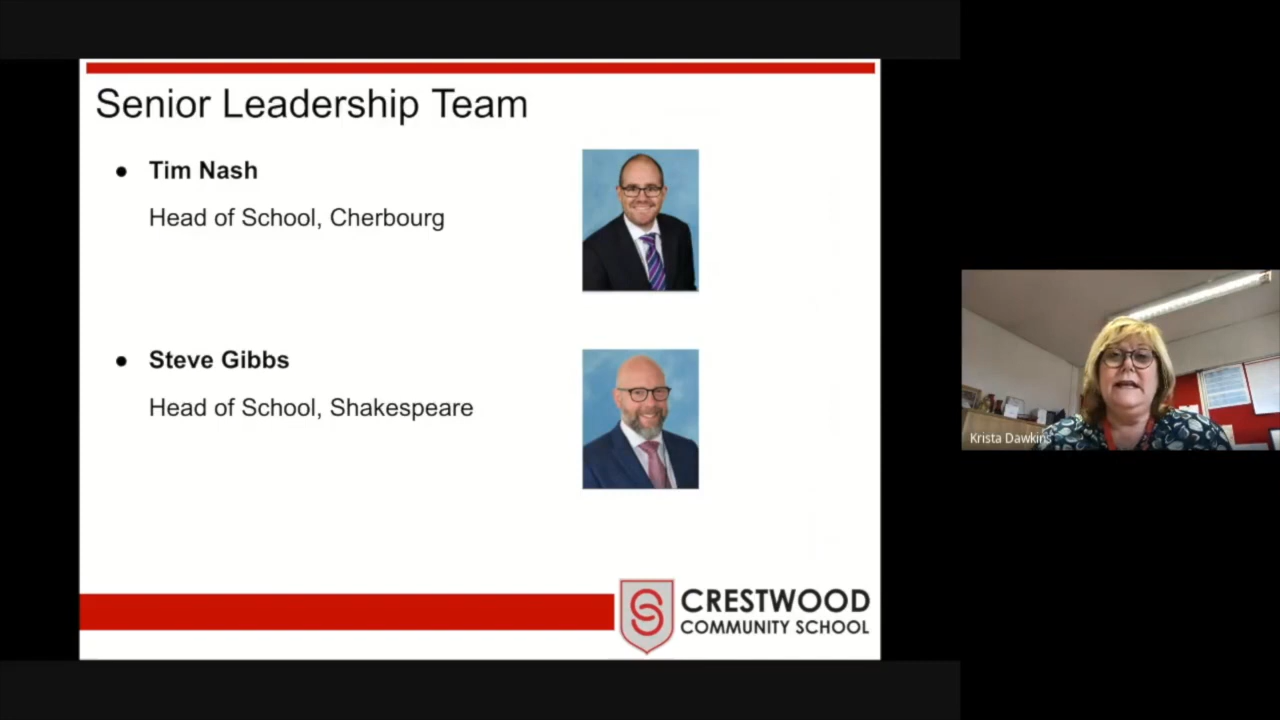 Senior Leadership Team
● Tim Nash
Head of School, Cherbourg
● Steve Gibbs
Head of School, Shakespeare
CRESTWOOD
COMMUNITY SCHOOL
Krista Dawkins